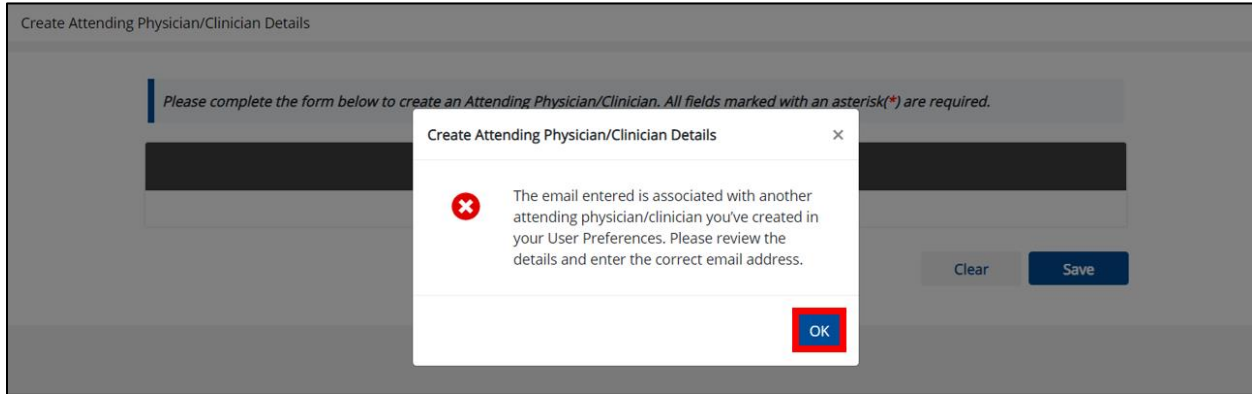 Create Attending Physician/Clinician Details
Please complete the form below to create an Attending Physician/Clinician. All fields marked with an asterisk(*) are required.
Create Attending Physician/Clinician Details
×
The email entered is associated with another
attending physician/clinician you’ve created in
your User Preferences. Please review the
details and enter the correct email address.
Clear
Save
OK